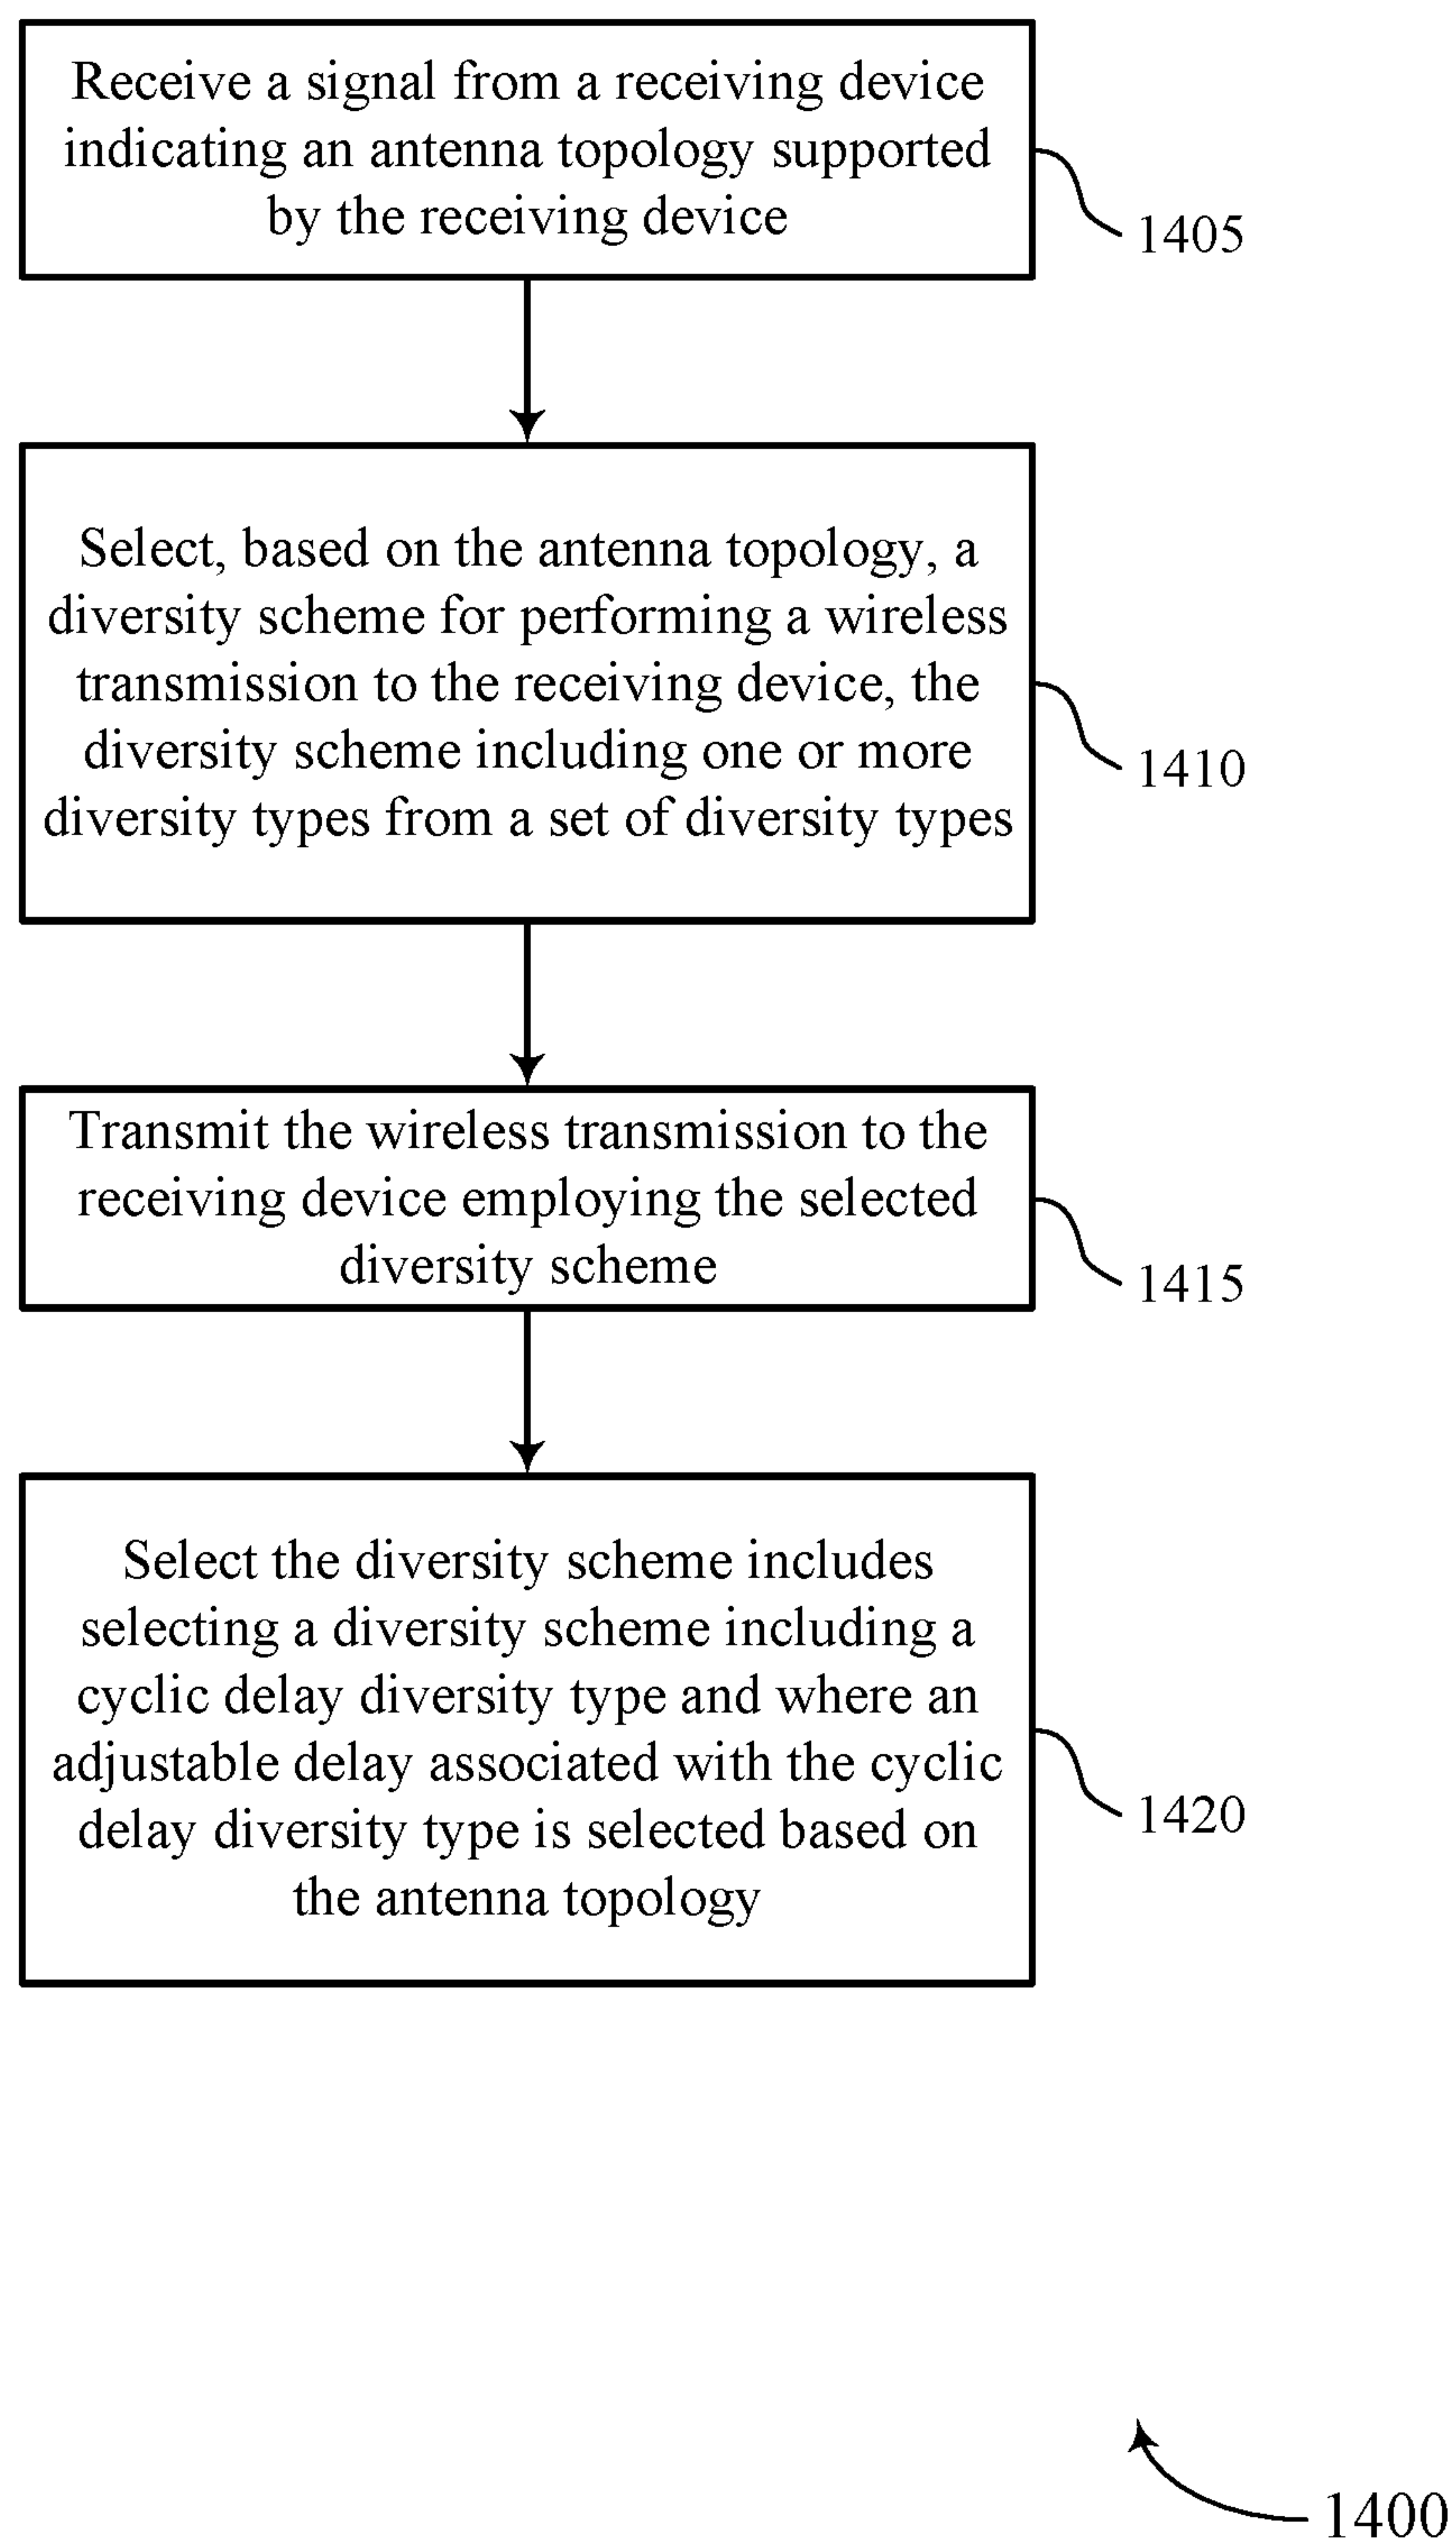 Receive a signal from a receiving device
indicating an antenna topology supported
by the receiving device
1405
Select, based on the antenna topology, a
diversity scheme for performing a wireless
transmission to the receiving device, the
diversity scheme including one or more
diversity types from a set of diversity types
1410
Transmit the wireless transmission to the
receiving device employing the selected
diversity scheme
1415
Select the diversity scheme includes
selecting a diversity scheme including a
cyclic delay diversity type and where an
adjustable delay associated with the cyclic
delay diversity type is selected based on
the antenna topology
1420
1400